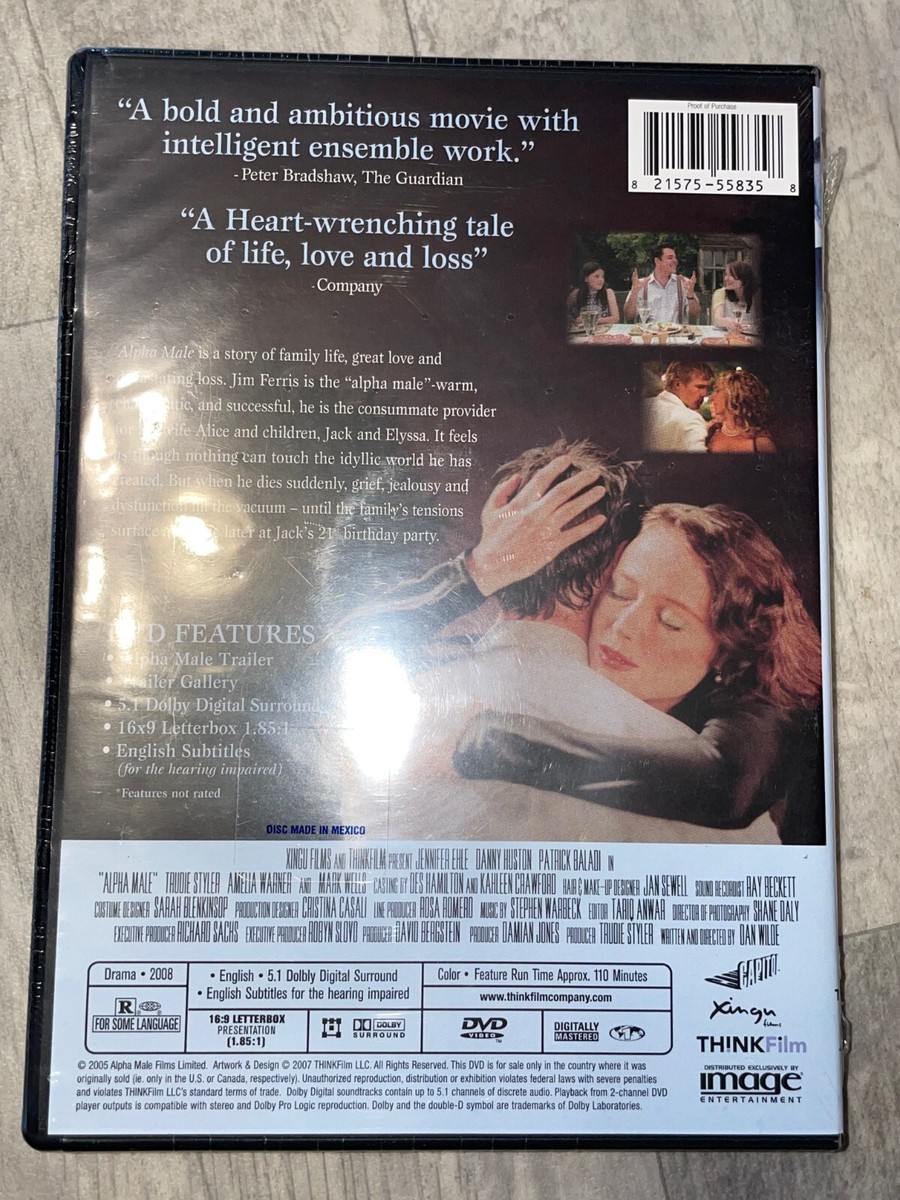 “A bold and ambitious movie with
intelligent ensemble work.”
- Peter Bradshaw, The Guardian
“A Heart-wrenching tale
of life, love and loss”
- Company
Proof of Purchase
8 21575-55835 8
Alpha Male is a story of family life, great love and
loss. Jim Ferris is the “alpha male”-warm,
and successful, he is the consummate provider
for wife Alice and children, Jack and Elyssa. It feels
as though nothing can touch the idyllic world he has
created. But when he dies suddenly, grief, jealousy and
dysfunction fill the vacuum – until the family’s tensions
surface later at Jack’s 21st birthday party.
DVD FEATURES
• Alpha Male Trailer
• Trailer Gallery
• 5.1 Dolby Digital Surround
• 16x9 Letterbox 1.85:1
• English Subtitles
(for the hearing impaired)
*Features not rated
DISC MADE IN MEXICO
XINGU FILMS AND THINKFILM PRESENT JENNIFER EHLE DANNY HUSTON PATRICK BALADI IN
"ALPHA MALE" TRUDIE STYLER AMELIA WARNER AND MARK WELLS CASTING BY DES HAMILTON AND KAHLEEN CRAWFORD HAIR & MAKE-UP DESIGNER JAN SEWELL SOUND RECORDIST RAY BECKETT
COSTUME DESIGNER SARAH BLENKINSOP PRODUCTION DESIGNER CRISTINA CASALI LINE PRODUCER ROSA ROMERO MUSIC BY STEPHEN WARBECK EDITOR TARIQ ANWAR DIRECTOR OF PHOTOGRAPHY SHANE DALY
EXECUTIVE PRODUCER RICHARD SACHS EXECUTIVE PRODUCER ROBYN SLOVO PRODUCER DAVID BERGSTEIN PRODUCER DAMIAN JONES PRODUCER TRUDIE STYLER WRITTEN AND DIRECTED BY DAN WILDE
Drama • 2008
R
FOR SOME LANGUAGE
• English • 5.1 Dolbly Digital Surround
• English Subtitles for the hearing impaired
Color • Feature Run Time Approx. 110 Minutes
www.thinkfilmcompany.com
16:9 LETTERBOX
PRESENTATION
(1.85:1)
DOLBY
SURROUND
DVD
VIDEO™
DIGITALLY
MASTERED
CAPITOL
Xingu
films
TH!NKFilm
DISTRIBUTED EXCLUSIVELY BY
image
ENTERTAINMENT
© 2005 Alpha Male Films Limited. Artwork & Design © 2007 THINKFilm LLC. All Rights Reserved. This DVD is for sale only in the country where it was
originally sold (ie. only in the U.S. or Canada, respectively). Unauthorized reproduction, distribution or exhibition violates federal laws with severe penalties
and violates THINKFilm LLC's standard terms of trade. Dolby Digital soundtracks contain up to 5.1 channels of discrete audio. Playback from 2-channel DVD
player outputs is compatible with stereo and Dolby Pro Logic reproduction. Dolby and the double-D symbol are trademarks of Dolby Laboratories.